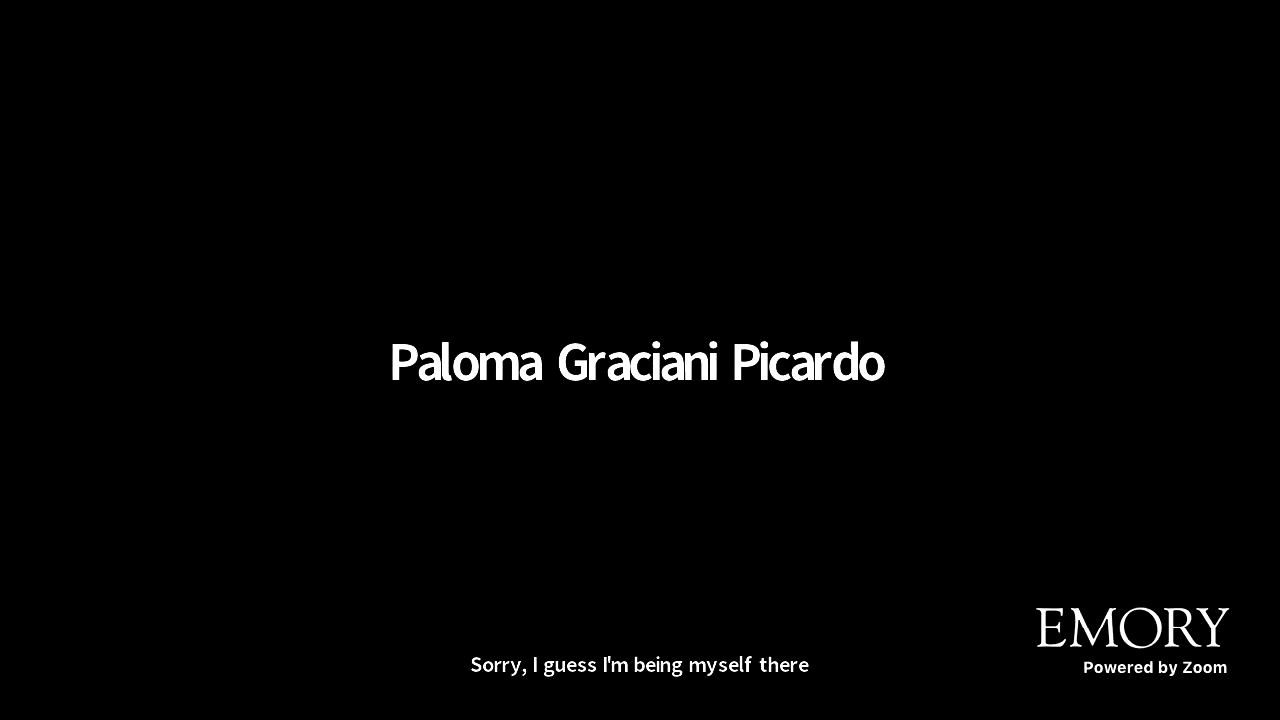 Paloma Graciani Picardo
EMORY
Powered by Zoom
Sorry, I guess I'm being myself there